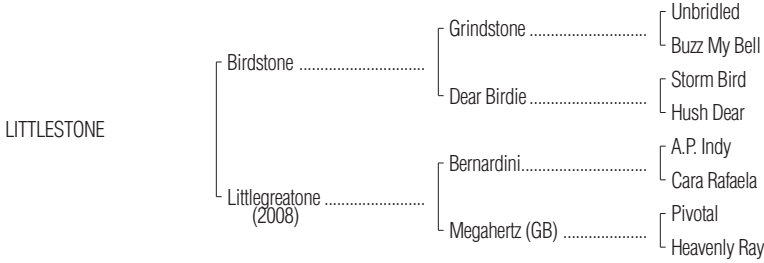 Unbridled
Grindstone ..............................
Buzz My Bell
Birdstone ................................
Storm Bird
Dear Birdie ..............................
Hush Dear
LITTLESTONE
A.P. Indy
Bernardini................................
Cara Rafaela
Littlegreatone ..........................
(2008)
Pivotal
Megahertz (GB) ......................
Heavenly Ray